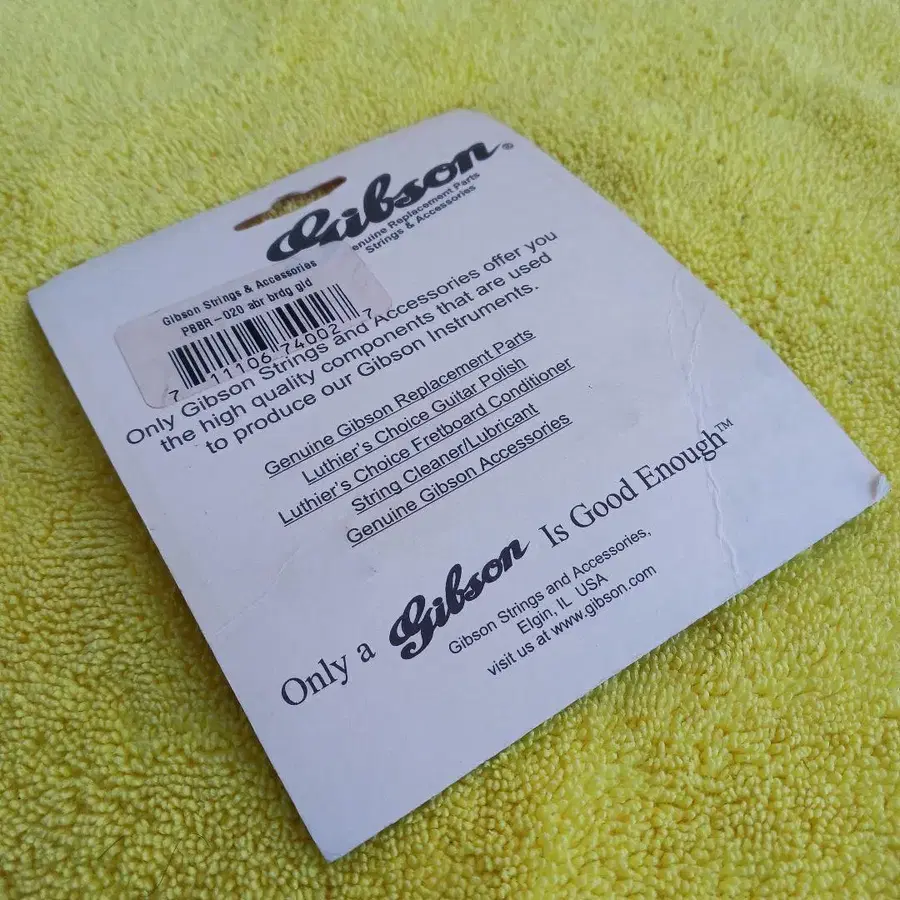 Gibson®
Genuine Replacement Parts
Strings & Accessories
Gibson Strings & Accessories
PBBR-020 abr brdg gld
7 11106 74002 7
Only Gibson Strings and Accessories offer you
the high quality components that are used
to produce our Gibson Instruments.
Genuine Gibson Replacement Parts
Luthier's Choice Guitar Polish
Luthier's Choice Fretboard Conditioner
String Cleaner/Lubricant
Genuine Gibson Accessories
Only a Gibson Is Good Enough™
Gibson Strings and Accessories,
Elgin, IL USA
visit us at www.gibson.com